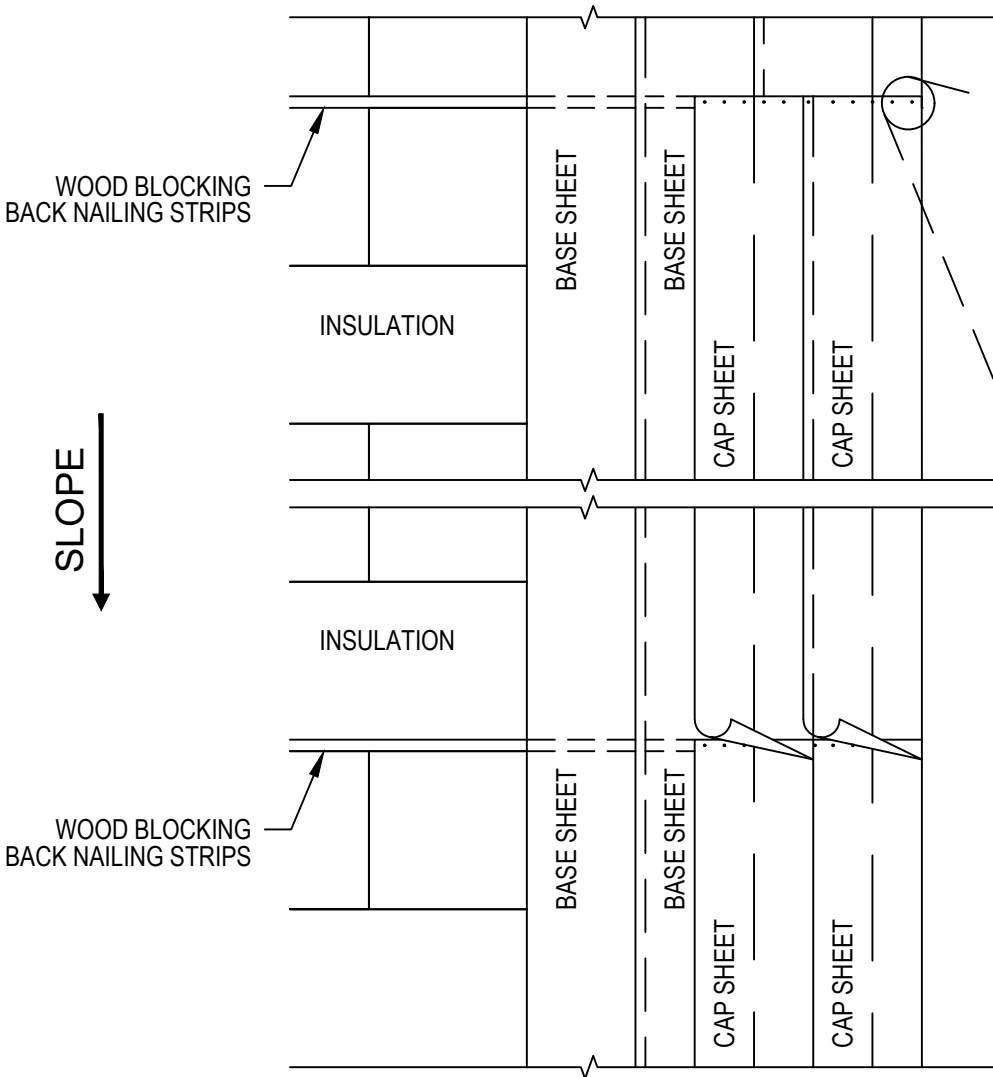 WOOD BLOCKING
BACK NAILING STRIPS
BASE SHEET
BASE SHEET
INSULATION
CAP SHEET
CAP SHEET
SLOPE
INSULATION
WOOD BLOCKING
BACK NAILING STRIPS
BASE SHEET
BASE SHEET
CAP SHEET
CAP SHEET